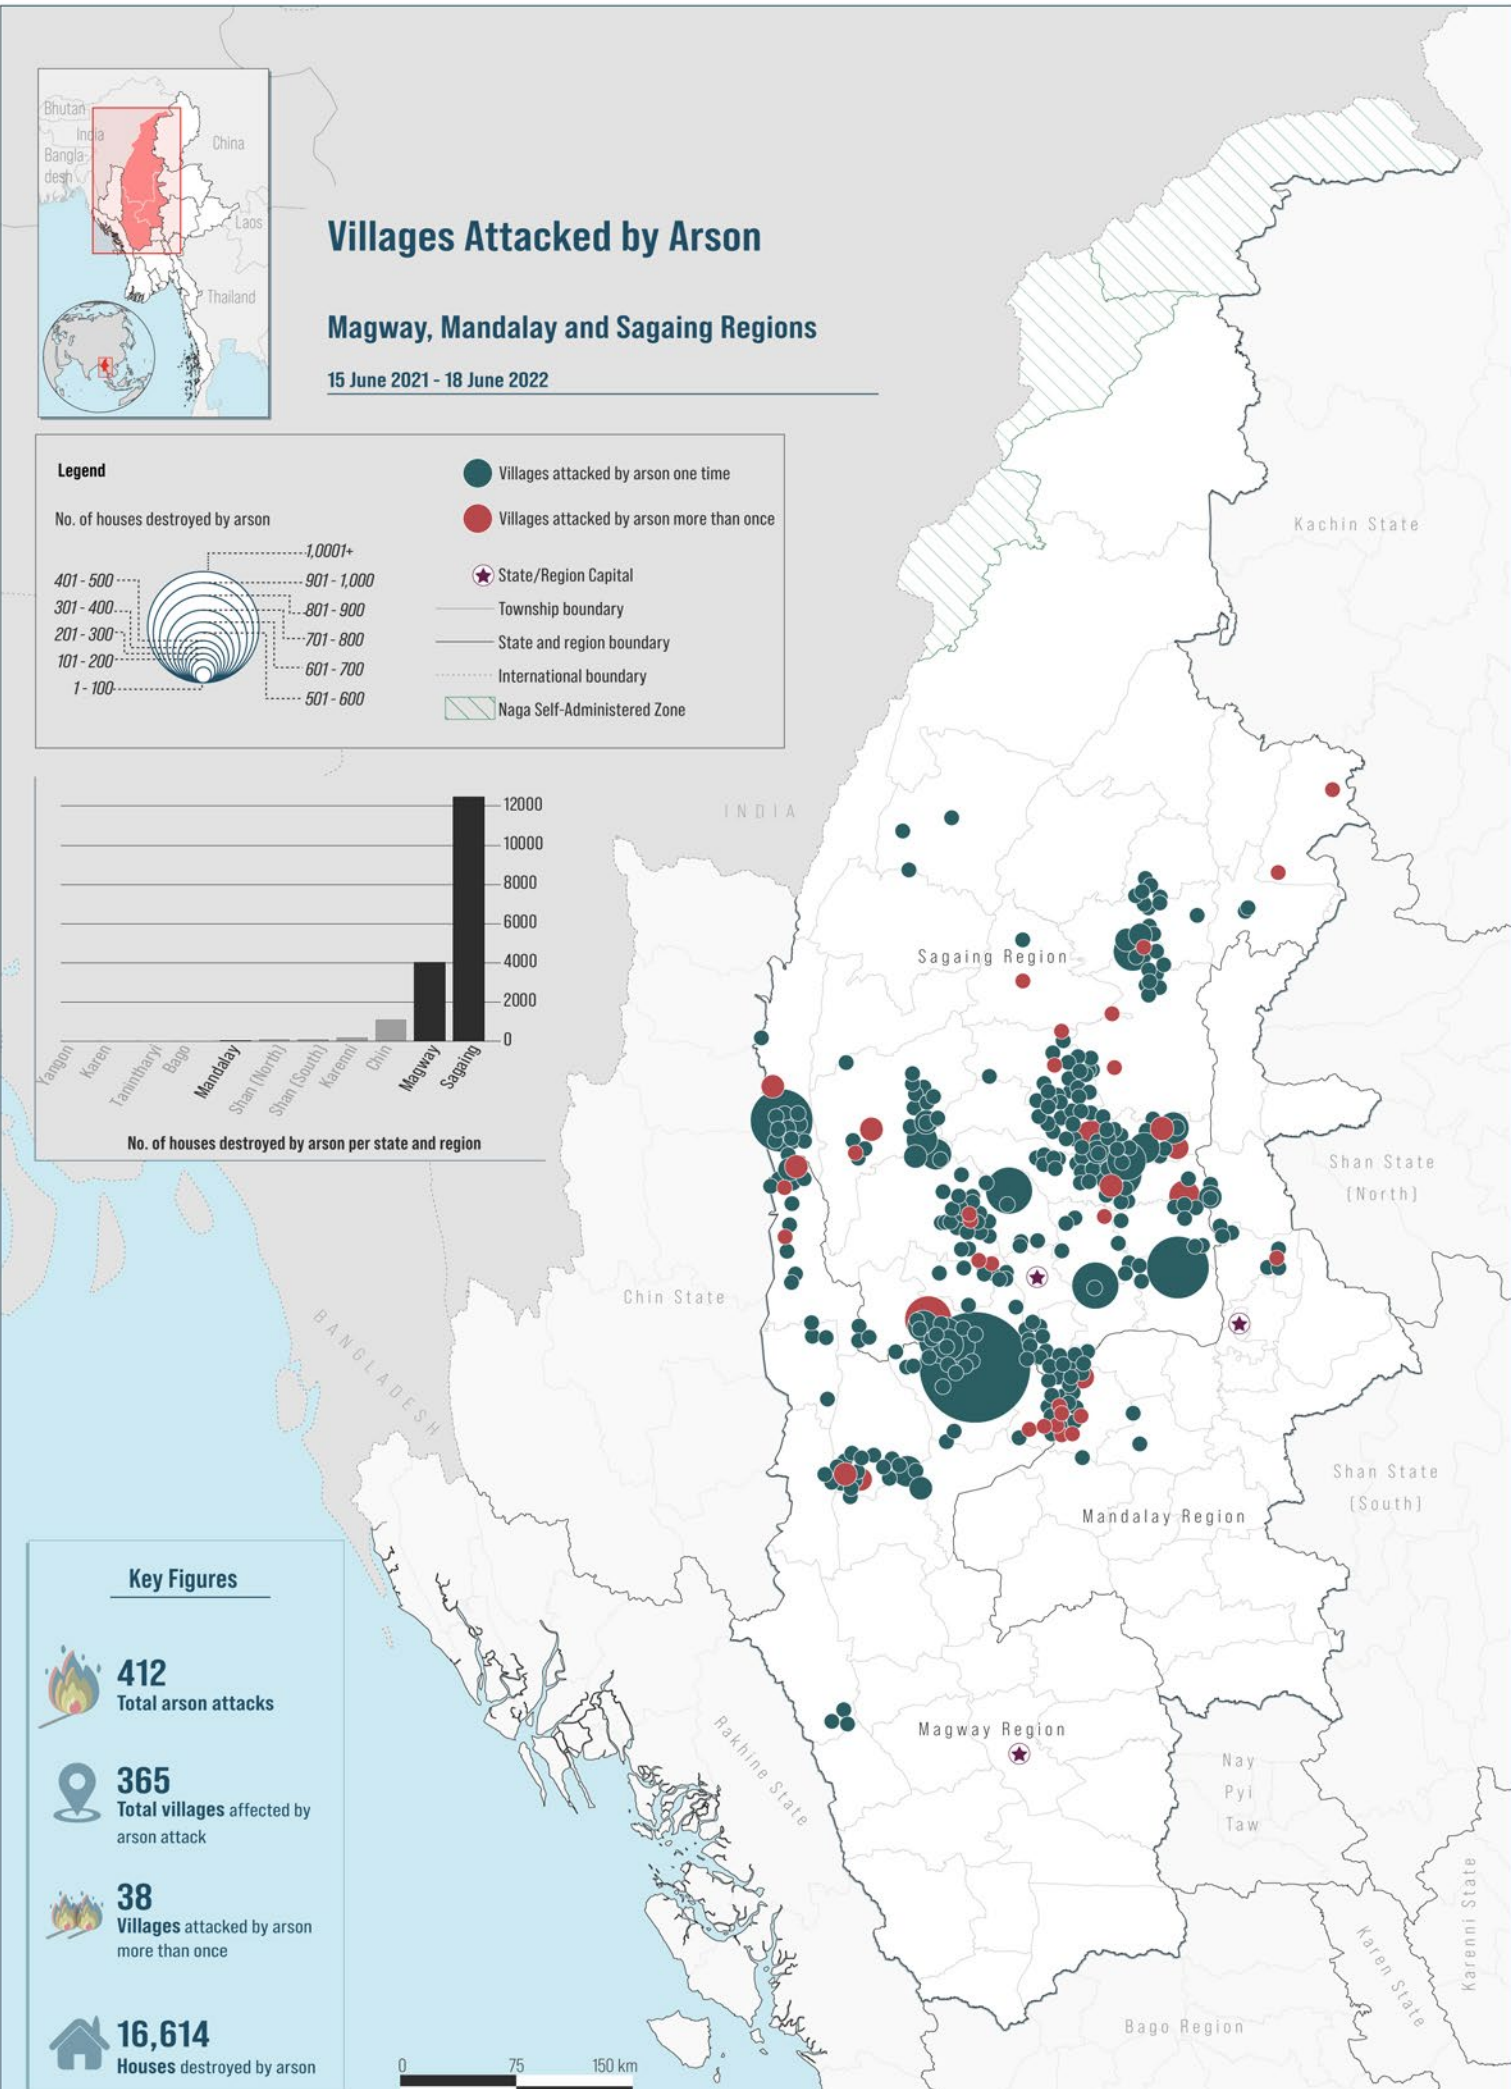 Bhutan
India
Bangla-
desh
China
Laos
Thailand
Villages Attacked by Arson
Magway, Mandalay and Sagaing Regions
15 June 2021 - 18 June 2022
Legend
No. of houses destroyed by arson
1,0001+
901 - 1,000
801 - 900
701 - 800
601 - 700
501 - 600
401 - 500
301 - 400
201 - 300
101 - 200
1 - 100
Villages attacked by arson one time
Villages attacked by arson more than once
State/Region Capital
Township boundary
State and region boundary
International boundary
Naga Self-Administered Zone
12000
10000
8000
6000
4000
2000
0
Yangon
Karen
Tanintharyi
Bago
Mandalay
Shan (North)
Shan (South)
Karenni
Chin
Magway
Sagaing
No. of houses destroyed by arson per state and region
Kachin State
INDIA
Sagaing Region
Shan State
(North)
Chin State
BANGLADESH
Shan State
(South)
Mandalay Region
Magway Region
Rakhine State
Nay
Pyi
Taw
Karenni State
Karen State
Bago Region
Key Figures
412
Total arson attacks
365
Total villages affected by
arson attack
38
Villages attacked by arson
more than once
16,614
Houses destroyed by arson
0 75 150 km